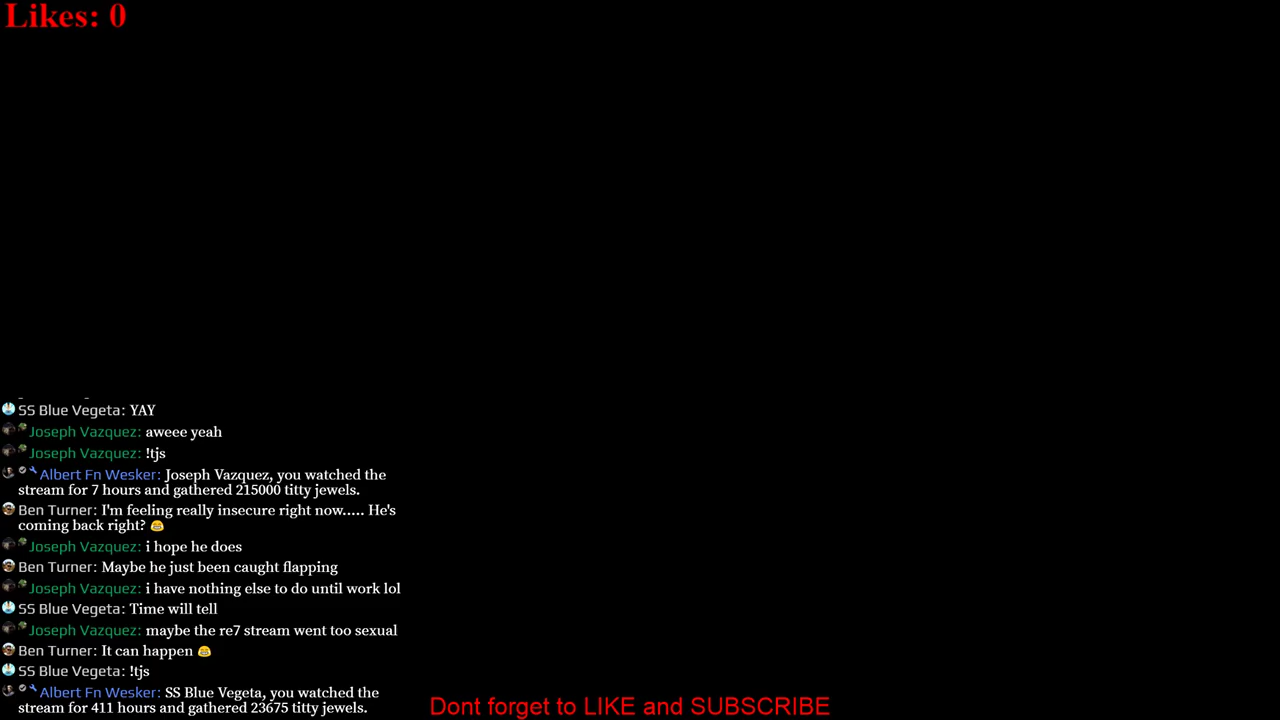 Likes: 0
SS Blue Vegeta: YAY
Joseph Vazquez: aweee yeah
Joseph Vazquez: !tjs
Albert Fn Wesker: Joseph Vazquez, you watched the
stream for 7 hours and gathered 215000 titty jewels.
Ben Turner: I'm feeling really insecure right now..... He's
coming back right? 😂
Joseph Vazquez: i hope he does
Ben Turner: Maybe he just been caught flapping
Joseph Vazquez: i have nothing else to do until work lol
SS Blue Vegeta: Time will tell
Joseph Vazquez: maybe the re7 stream went too sexual
Ben Turner: It can happen 😂
SS Blue Vegeta: !tjs
Albert Fn Wesker: SS Blue Vegeta, you watched the
stream for 411 hours and gathered 23675 titty jewels.
Dont forget to LIKE and SUBSCRIBE